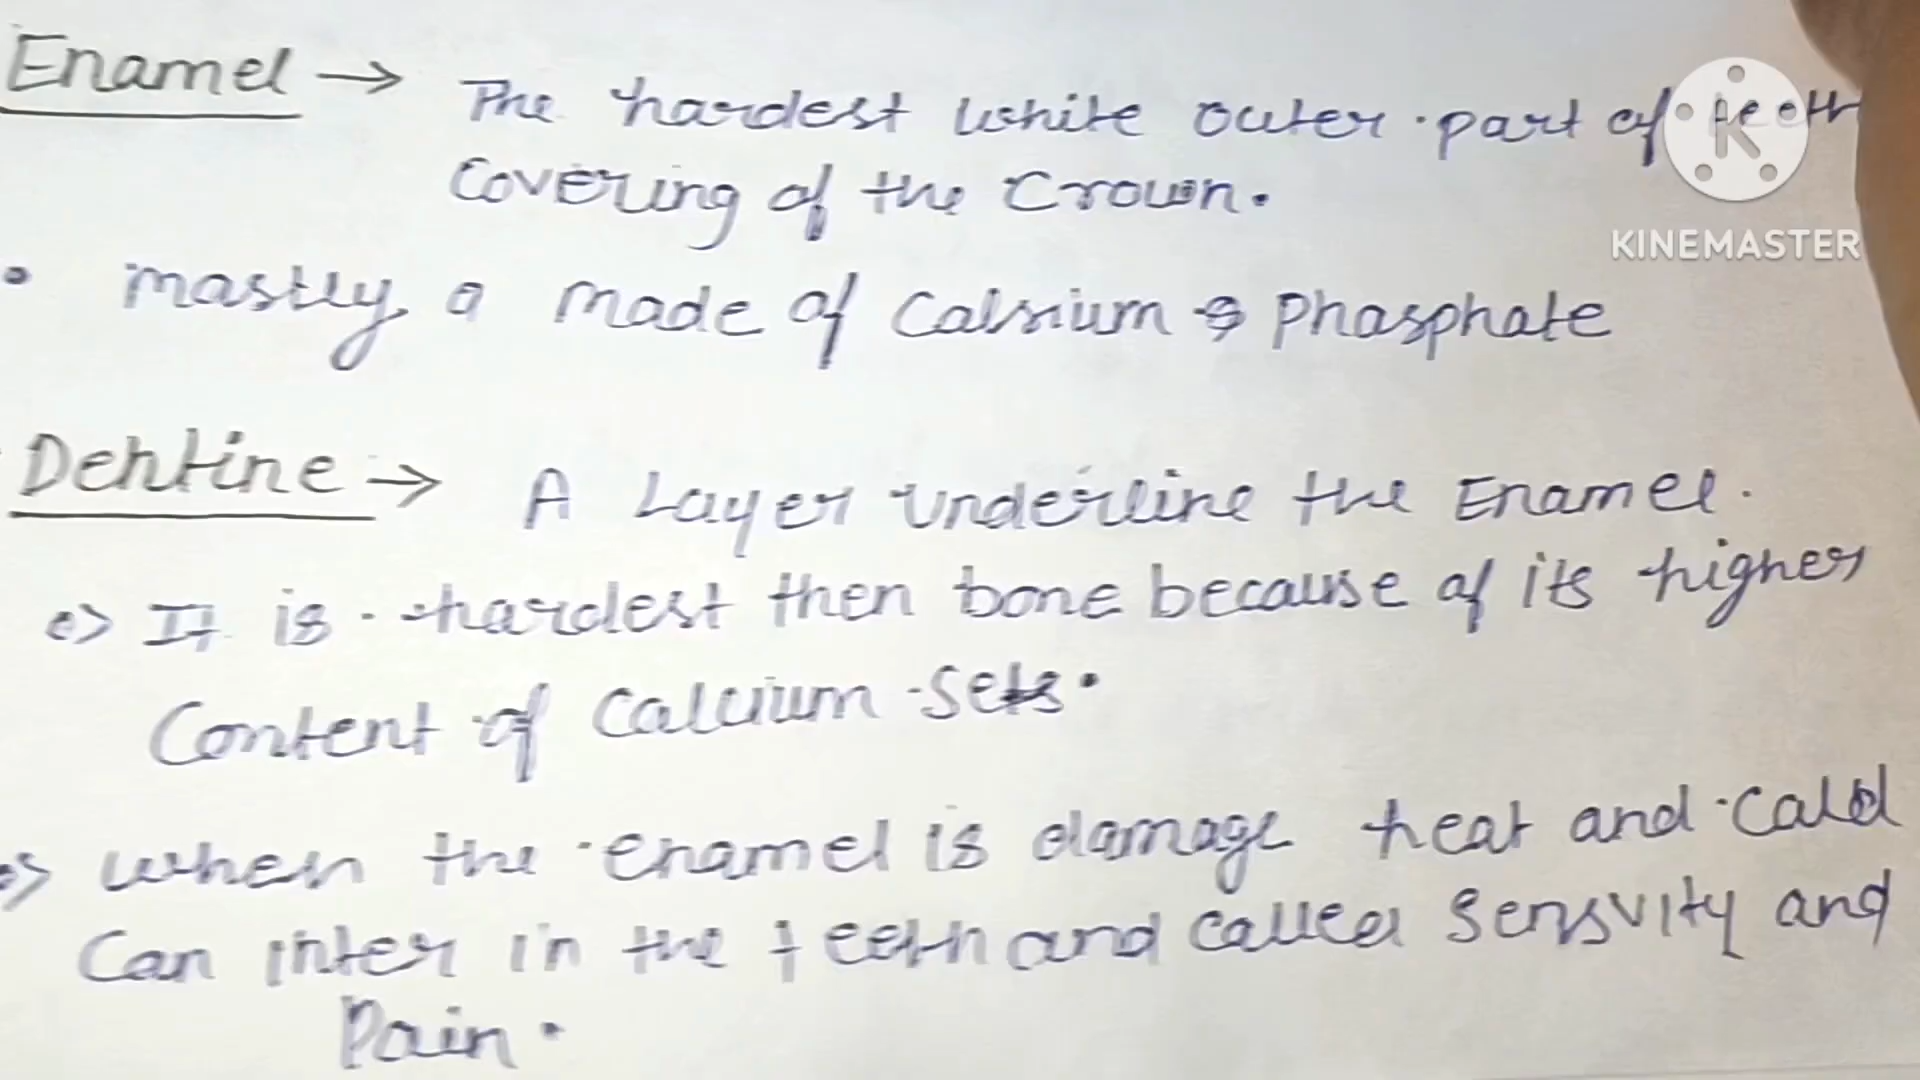 Enamel → The hardest white outer part of teeth
Covering of the Crown.
• mastly a made of Calsium & Phasphate
KINEMASTER
Dentine → A Layer underline the Enamel.
⇒ It is hardest then bone because of its higher
Content of Calcium Sets.
⇒ When the enamel is damage heat and cald
Can inter in the teeth and called Sensvity and
Pain.